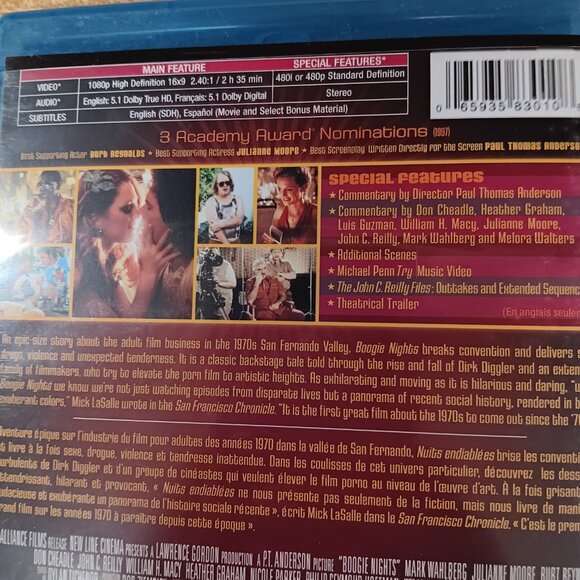 MAIN FEATURE SPECIAL FEATURES*
VIDEO* 1080p High Definition 16x9 2.40:1 / 2 h 35 min 480i or 480p Standard Definition
AUDIO* English: 5.1 Dolby True HD, Français: 5.1 Dolby Digital Stereo
SUBTITLES English (SDH), Español (Movie and Select Bonus Material)
0 65935 83010
3 Academy Award® Nominations (1997)
Best Supporting Actor Burt Reynolds ★ Best Supporting Actress Julianne Moore ★ Best Screenplay Written Directly for the Screen Paul Thomas Anderson
Special Features
★ Commentary by Director Paul Thomas Anderson
★ Commentary by Don Cheadle, Heather Graham,
Luis Guzman, William H. Macy, Julianne Moore,
John C. Reilly, Mark Wahlberg and Melora Walters
★ Additional Scenes
★ Michael Penn Try Music Video
★ The John C. Reilly Files: Outtakes and Extended Sequenc
★ Theatrical Trailer
(En anglais seulem
An epic-size story about the adult film business in the 1970s San Fernando Valley, Boogie Nights breaks convention and delivers s
drugs, violence and unexpected tenderness. It is a classic backstage tale told through the rise and fall of Dirk Diggler and an exten
family of filmmakers, who try to elevate the porn film to artistic heights. As exhilarating and moving as it is hilarious and daring, "
Boogie Nights we know we're not just watching episodes from disparate lives but a panorama of recent social history, rendered in b
exuberant colors," Mick LaSalle wrote in the San Francisco Chronicle. "It is the first great film about the 1970s to come out since the '7
Aventure épique sur l'industrie du film pour adultes des années 1970 dans la vallée de San Fernando, Nuits endiablées brise les conventi
et livre à la fois sexe, drogue, violence et tendresse inattendue. Dans les coulisses de cet univers particulier, découvrez les dess
turbulents de Dirk Diggler et d'un groupe de cinéastes qui veulent élever le film porno au niveau de l'œuvre d'art. À la fois grisan
attendrissant, hilarant et provocant, « Nuits endiablées ne nous présente pas seulement de la fiction, mais nous livre de mani
audacieuse et exubérante un panorama de l'histoire sociale récente », écrit Mick LaSalle dans le San Francisco Chronicle. « C'est le premi
grand film sur les années 1970 à paraître depuis cette époque ».
ALLIANCE FILMS RELEASE NEW LINE CINEMA PRESENTS A LAWRENCE GORDON PRODUCTION A P.T. ANDERSON PICTURE "BOOGIE NIGHTS" MARK WAHLBERG, JULIANNE MOORE, BURT REYN
DON CHEADLE JOHN C. REILLY WILLIAM H. MACY HEATHER GRAHAM NICOLE PARKER PHILIP SEYMOUR HOFFMAN